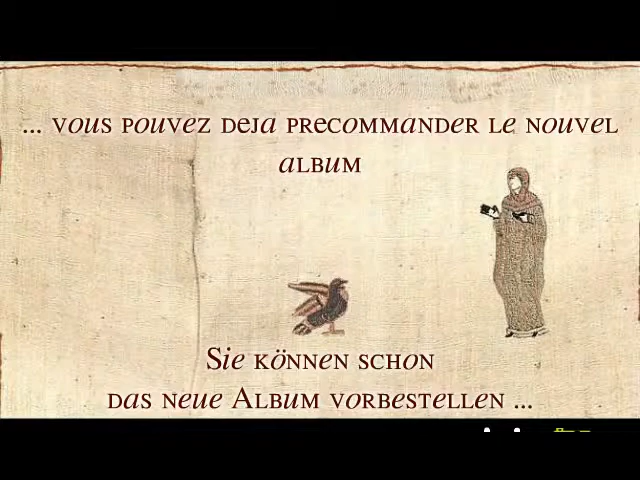 ... vous pouvez deja precommander le nouvel
album
Sie können schon
das neue Album vorbestellen ...